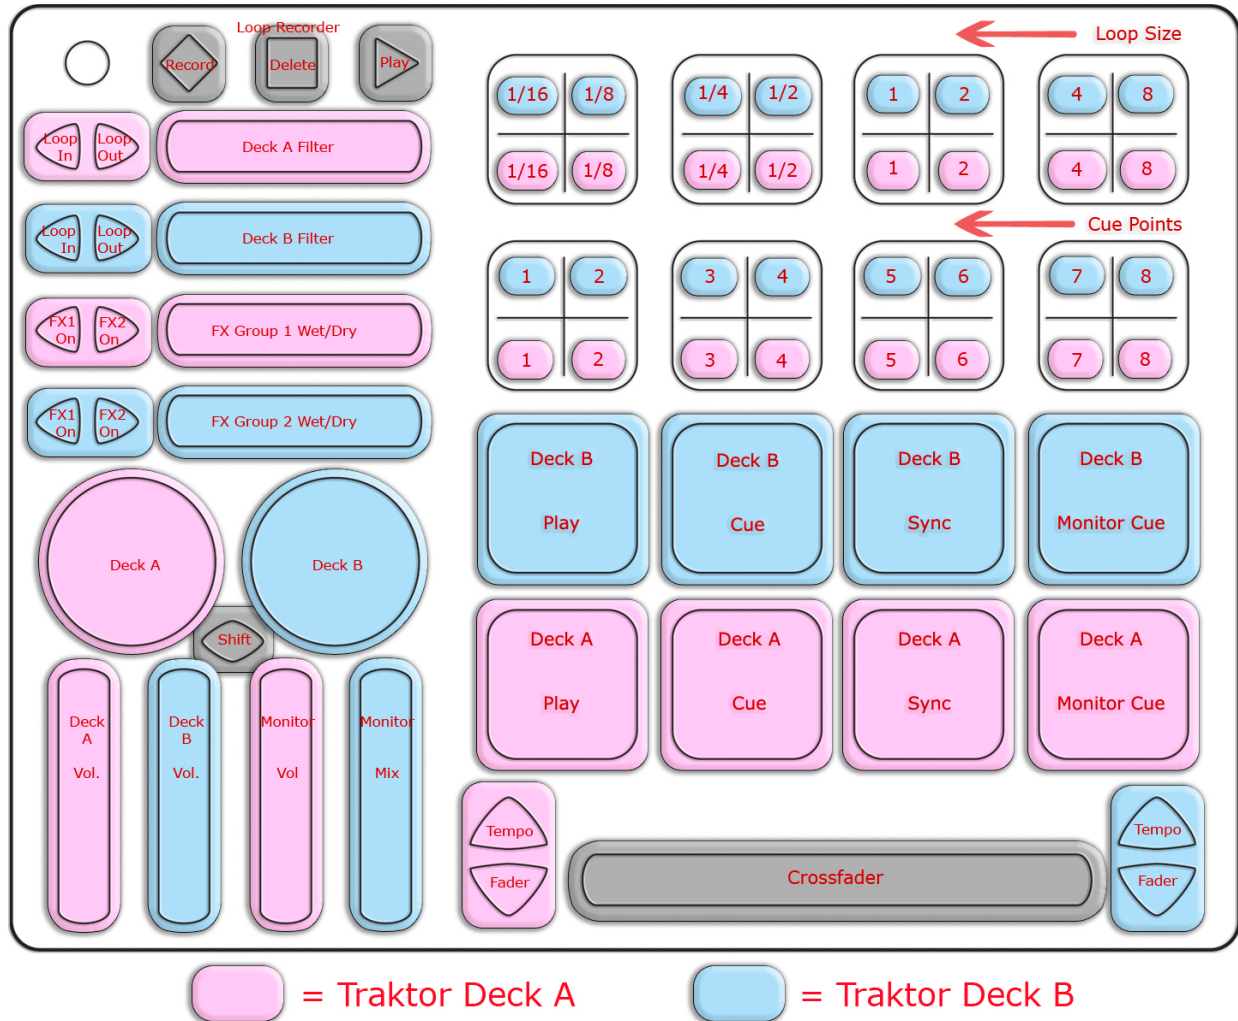 Loop Recorder
Record
Delete
Play
Loop In
Loop Out
Deck A Filter
Loop In
Loop Out
Deck B Filter
FX1 On
FX2 On
FX Group 1 Wet/Dry
FX1 On
FX2 On
FX Group 2 Wet/Dry
Deck A
Deck B
Shift
Deck
A
Vol.
Deck
B
Vol.
Monitor
Vol
Monitor
Mix
Loop Size
1/16 1/8 1/4 1/2 1 2 4 8
1/16 1/8 1/4 1/2 1 2 4 8
Cue Points
1 2 3 4 5 6 7 8
1 2 3 4 5 6 7 8
Deck B
Play
Deck B
Cue
Deck B
Sync
Deck B
Monitor Cue
Deck A
Play
Deck A
Cue
Deck A
Sync
Deck A
Monitor Cue
Tempo
Fader
Crossfader
Tempo
Fader
= Traktor Deck A
= Traktor Deck B